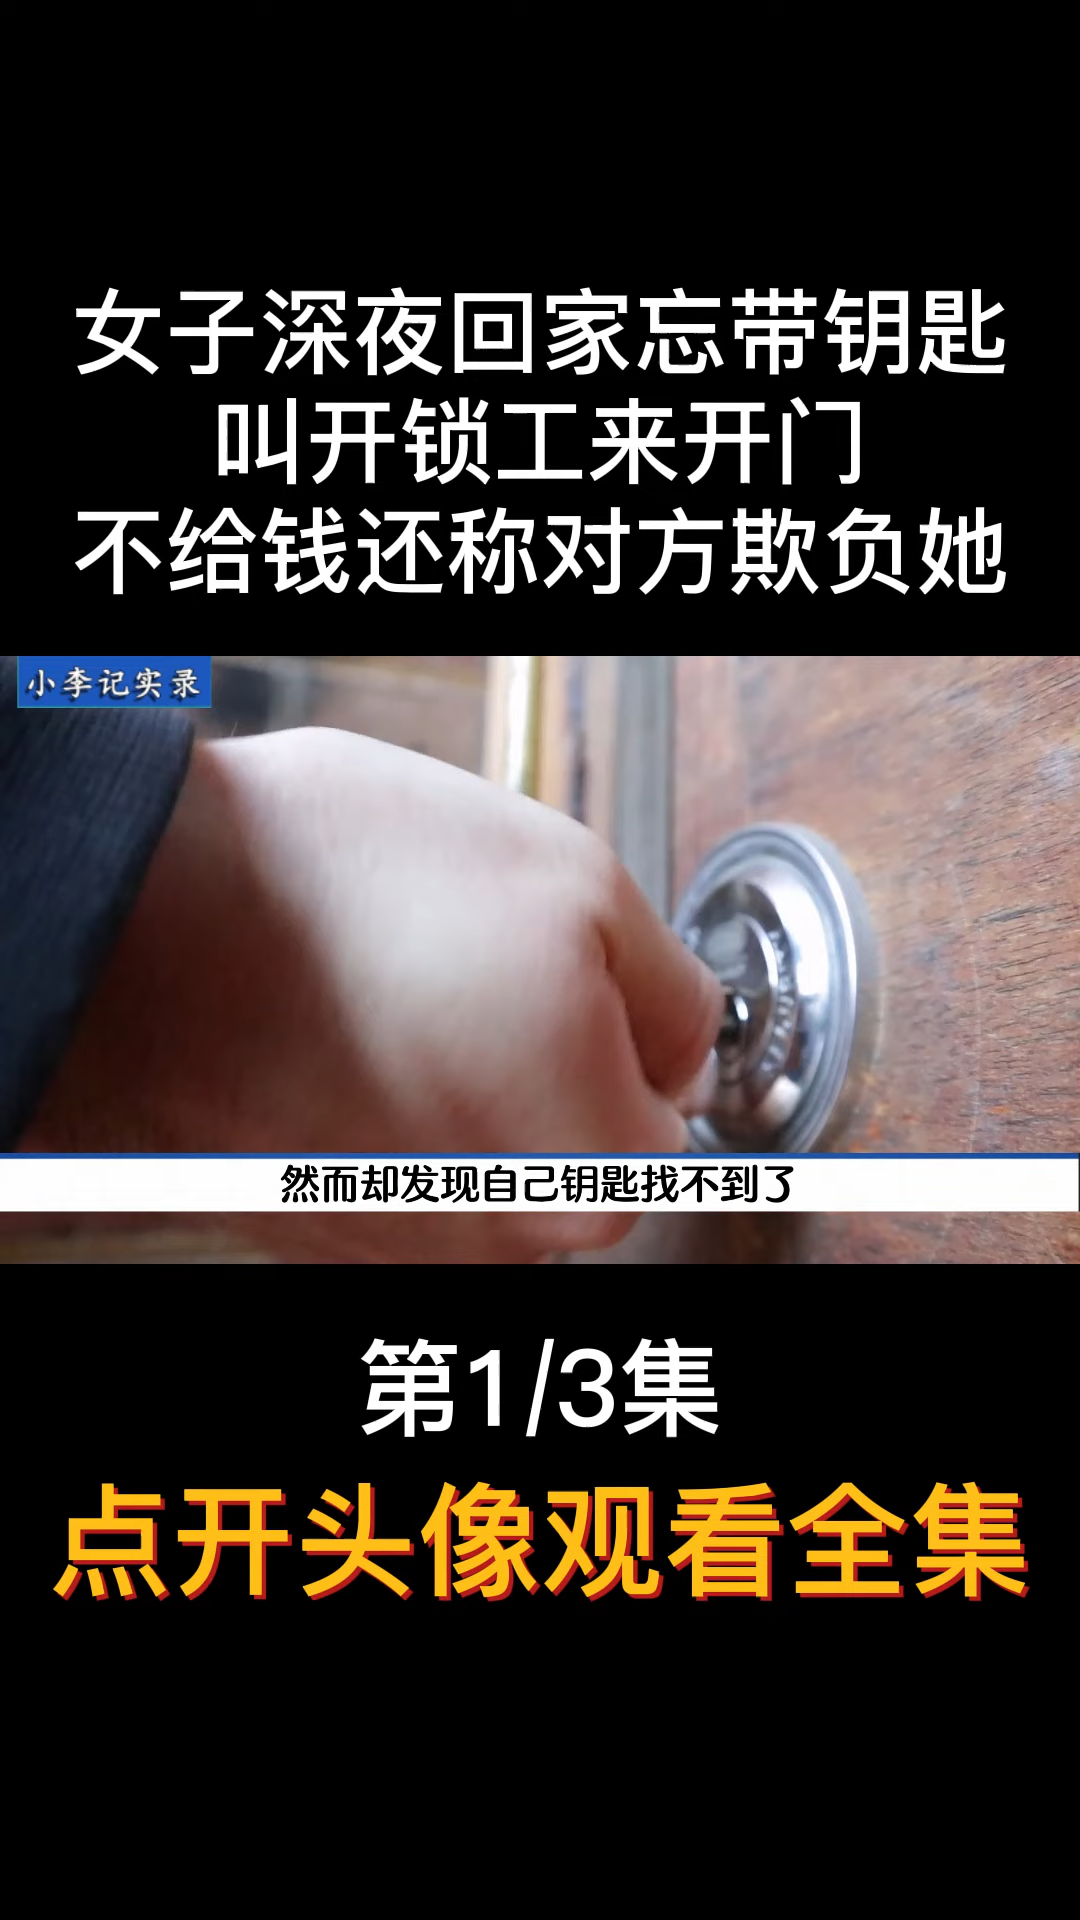 女子深夜回家忘带钥匙
叫开锁工来开门
不给钱还称对方欺负她
小李记实录
然而却发现自己钥匙找不到了
第1/3集
点开头像观看全集